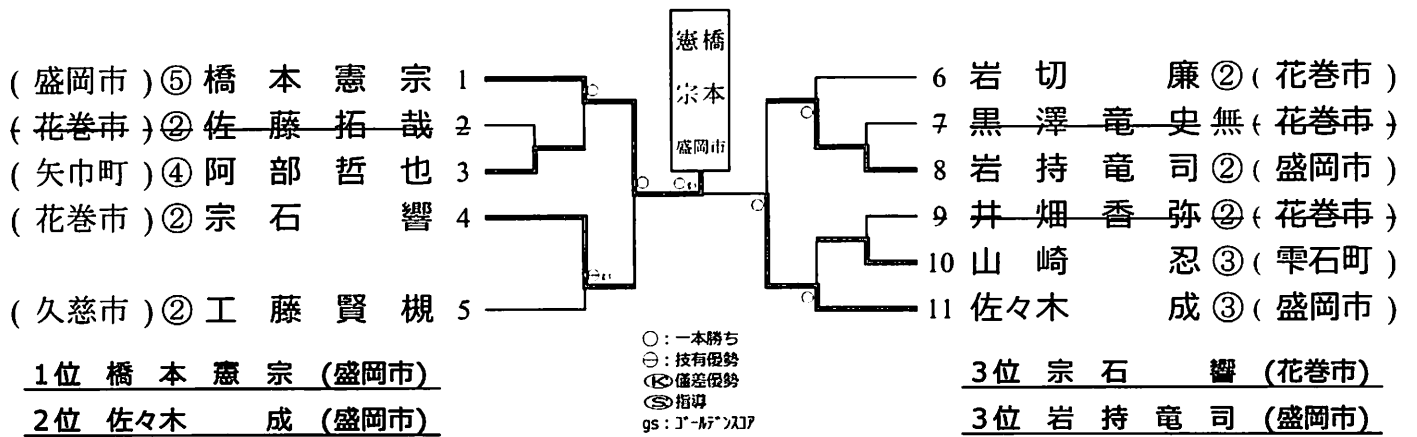 憲橋
宗本
盛岡市
( 盛岡市 ) ⑤ 橋 本 憲 宗 1
( 花巻市 ) ② 佐 藤 拓 哉 2
( 矢巾町 ) ④ 阿 部 哲 也 3
( 花巻市 ) ② 宗 石 響 4
( 久慈市 ) ② 工 藤 賢 槻 5
6 岩 切 廉 ② ( 花巻市 )
7 黒 澤 竜 史 無 ( 花巻市 )
8 岩 持 竜 司 ② ( 盛岡市 )
9 井 畑 香 弥 ② ( 花巻市 )
10 山 崎 忍 ③ ( 雫石町 )
11 佐々木 成 ③ ( 盛岡市 )
○：一本勝ち
⊖：技有優勢
Ⓚ 僅差優勢
Ⓢ 指導
gs：ゴールデンスコア
1位 橋 本 憲 宗 (盛岡市)
2位 佐々木 成 (盛岡市)
3位 宗 石 響 (花巻市)
3位 岩 持 竜 司 (盛岡市)